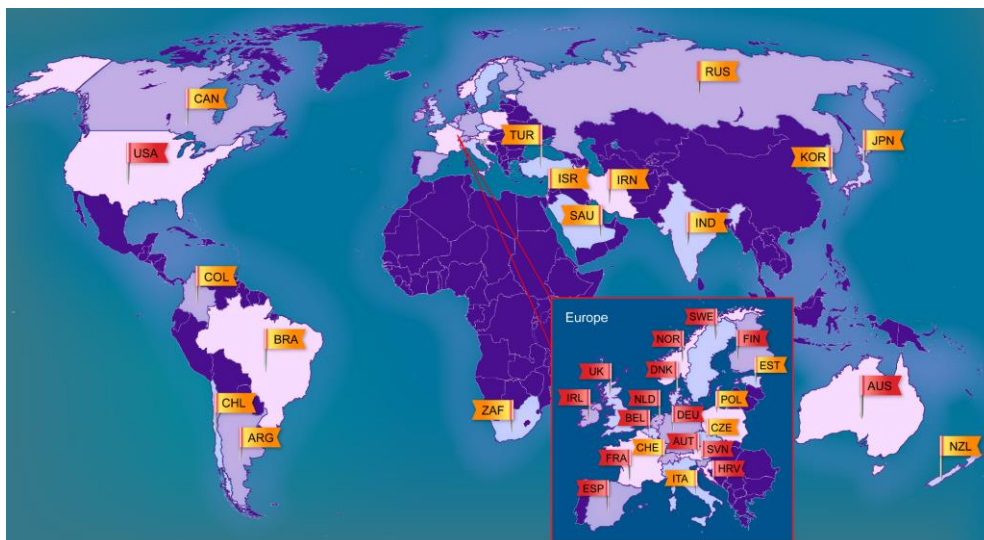 CAN
RUS
USA
TUR
KOR
JPN
ISR
IRN
SAU
IND
COL
BRA
CHL
ARG
ZAF
AUS
NZL
Europe
SWE
NOR
FIN
UK
DNK
EST
IRL
NLD
POL
BEL
DEU
CZE
CHE
AUT
SVN
FRA
HRV
ESP
ITA